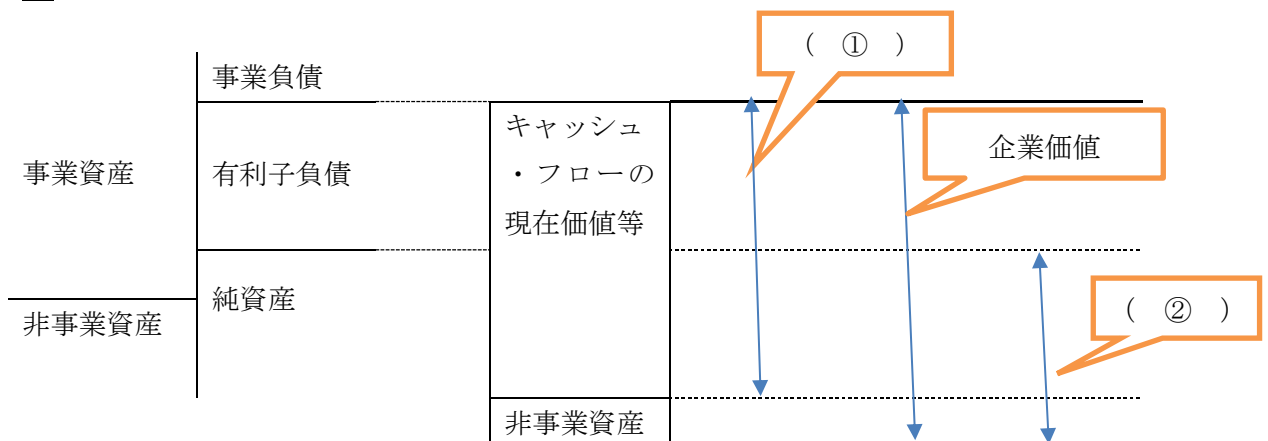 ( ① )
事業負債
キャッシュ
・フローの
現在価値等
企業価値
事業資産
有利子負債
純資産
非事業資産
( ② )
非事業資産